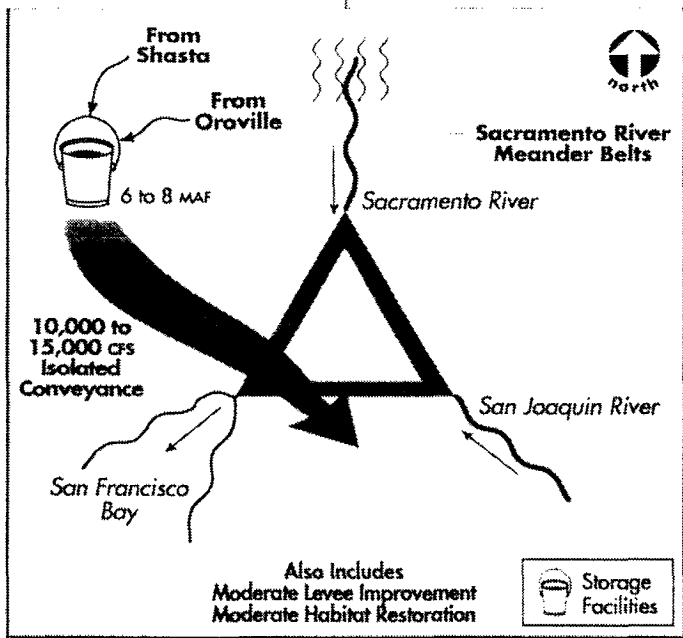 From
Shasta
From
Oroville
6 to 8 MAF
north
Sacramento River
Meander Belts
Sacramento River
10,000 to
15,000 CFS
Isolated
Conveyance
San Joaquin River
San Francisco
Bay
Also Includes
Moderate Levee Improvement
Moderate Habitat Restoration
Storage
Facilities